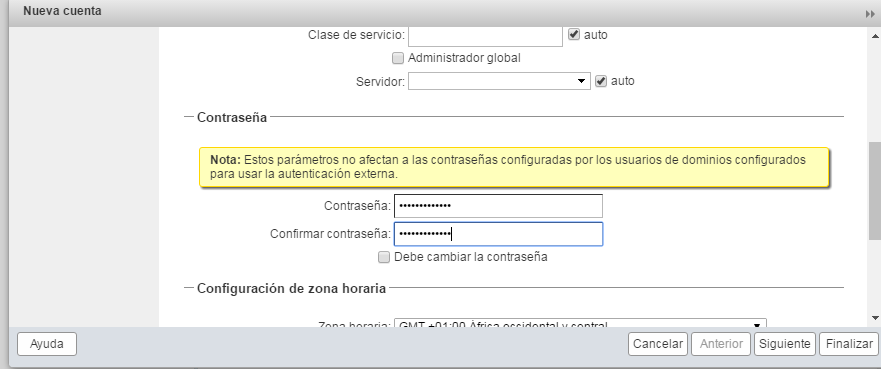 Nueva cuenta
Clase de servicio: auto
Administrador global
Servidor: auto
Contraseña
Nota: Estos parámetros no afectan a las contraseñas configuradas por los usuarios de dominios configurados
para usar la autenticación externa.
Contraseña: •••••••••••••
Confirmar contraseña: •••••••••••••
Debe cambiar la contraseña
Configuración de zona horaria
Zona horaria: GMT +01:00 África occidental y central
Ayuda Cancelar Anterior Siguiente Finalizar